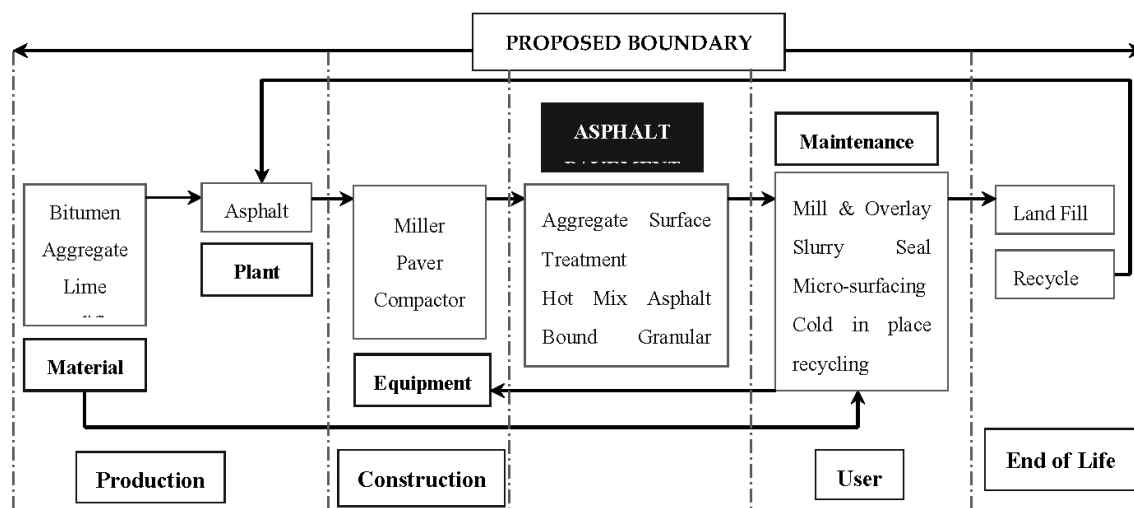 PROPOSED BOUNDARY
ASPHALT
Maintenance
Bitumen
Aggregate
Lime
Asphalt
Plant
Miller
Paver
Compactor
Aggregate Surface
Treatment
Hot Mix Asphalt
Bound Granular
Mill & Overlay
Slurry Seal
Micro-surfacing
Cold in place
recycling
Land Fill
Recycle
Material
Equipment
Production
Construction
User
End of Life